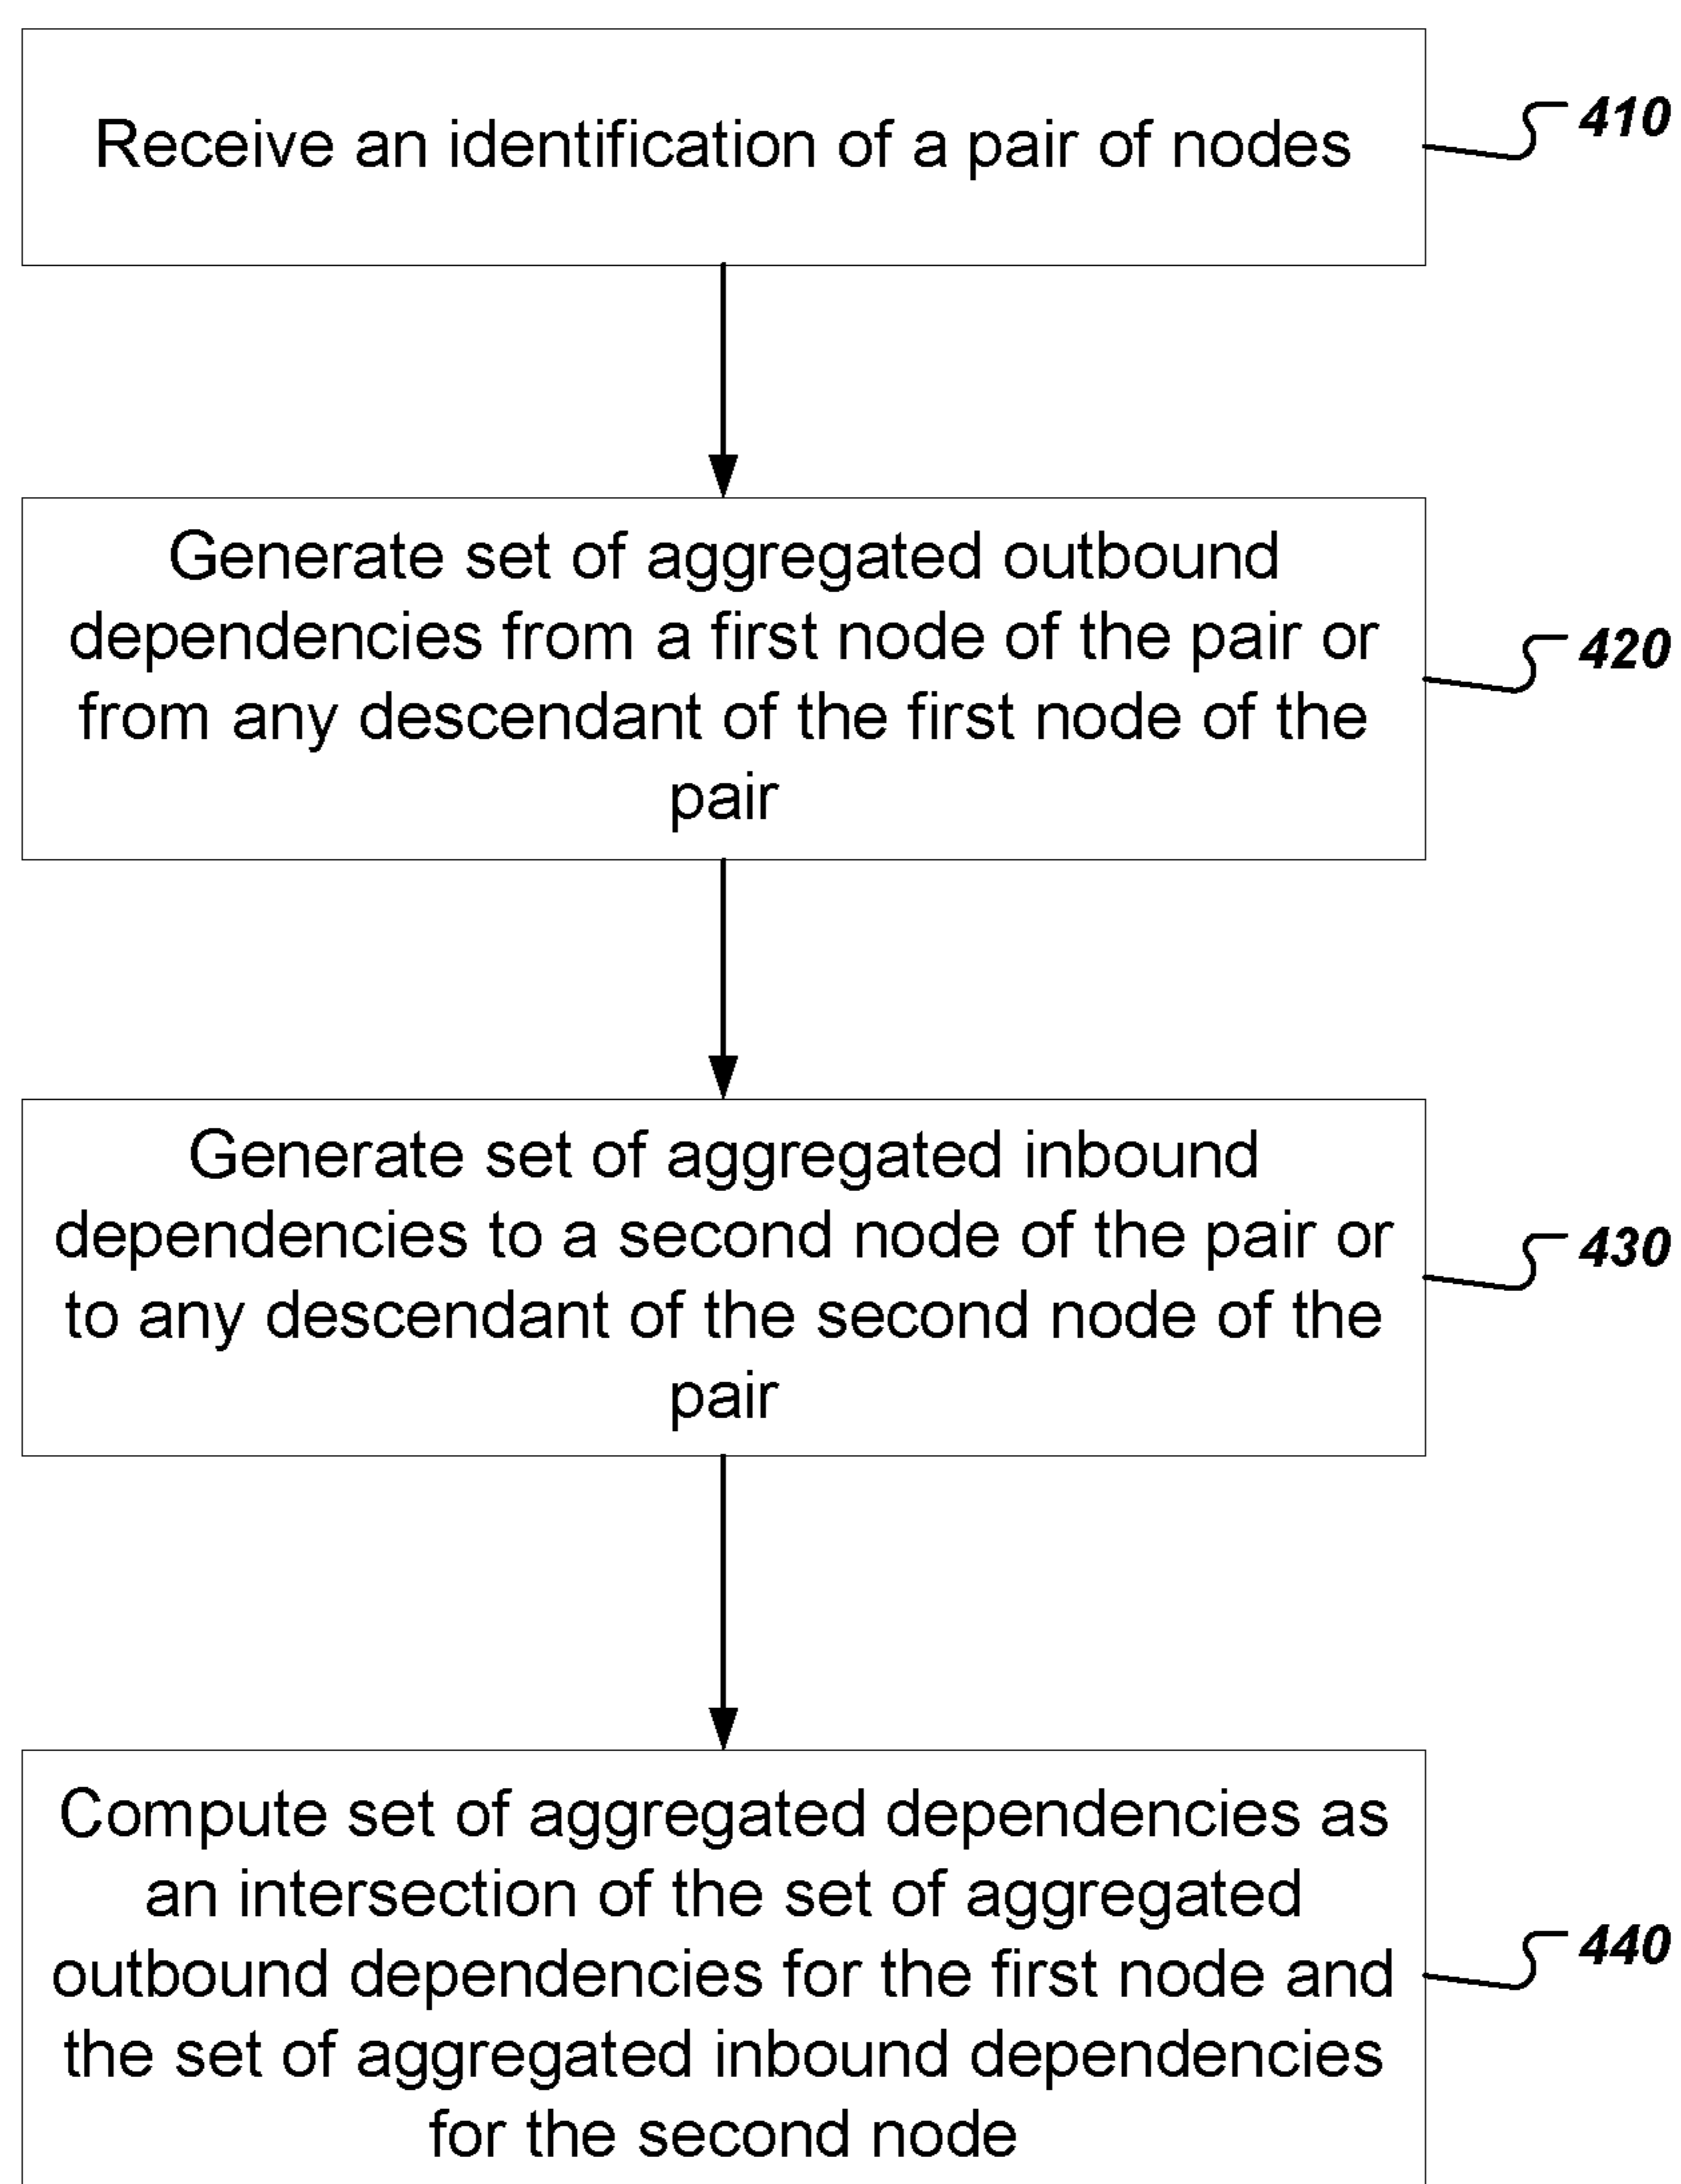 Receive an identification of a pair of nodes
410
Generate set of aggregated outbound
dependencies from a first node of the pair or
from any descendant of the first node of the
pair
420
Generate set of aggregated inbound
dependencies to a second node of the pair or
to any descendant of the second node of the
pair
430
Compute set of aggregated dependencies as
an intersection of the set of aggregated
outbound dependencies for the first node and
the set of aggregated inbound dependencies
for the second node
440